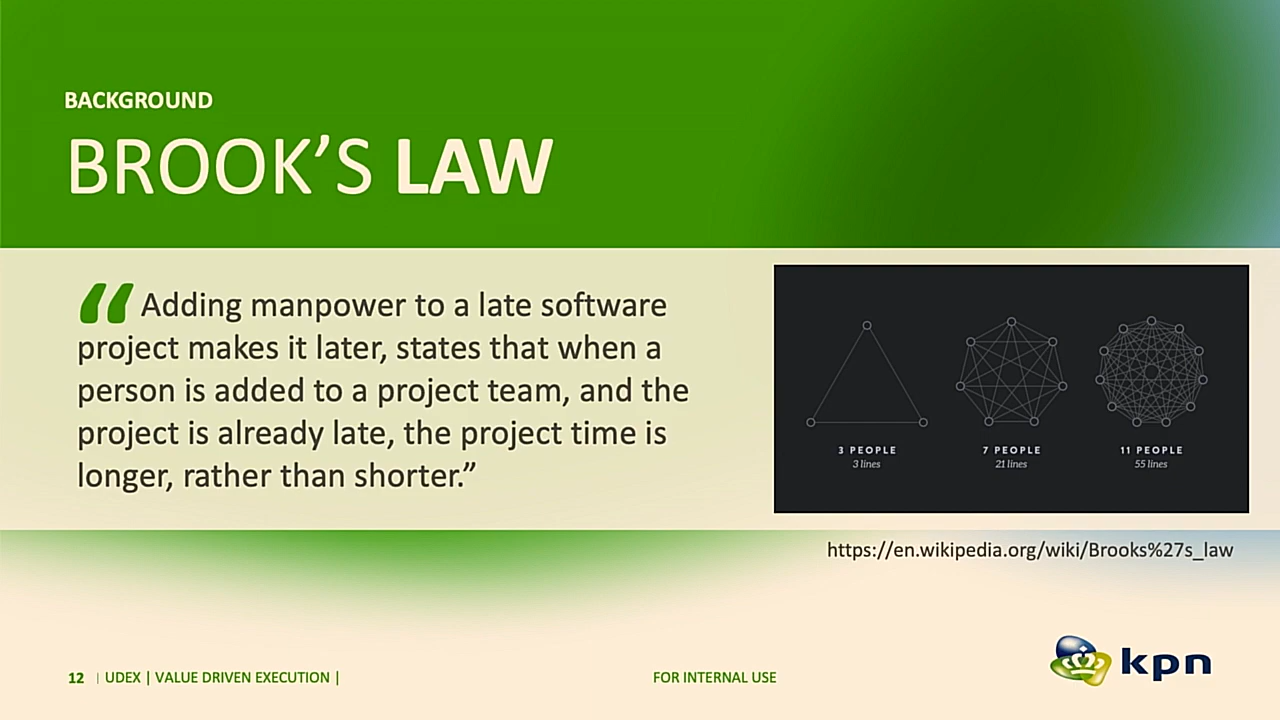 BACKGROUND
BROOK’S LAW
“Adding manpower to a late software
project makes it later, states that when a
person is added to a project team, and the
project is already late, the project time is
longer, rather than shorter.”
3 PEOPLE
3 lines
7 PEOPLE
21 lines
11 PEOPLE
55 lines
https://en.wikipedia.org/wiki/Brooks%27s_law
12 | UDEX | VALUE DRIVEN EXECUTION |
FOR INTERNAL USE
kpn